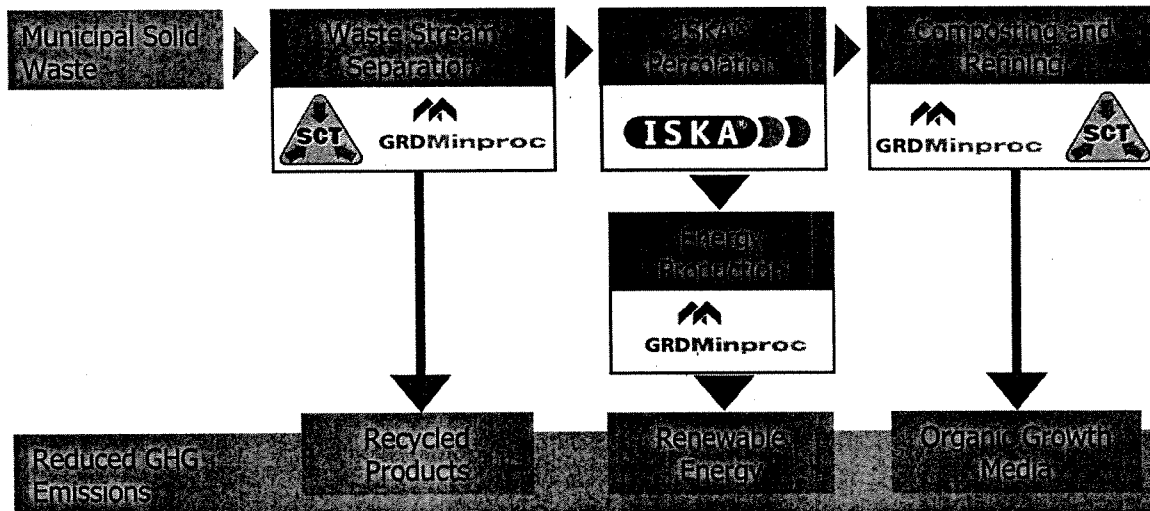 Municipal Solid
Waste
Waste Stream
Separation
ISKA®
Percolation
Composting and
Refining
SCT
GRDMinproc
ISKA®
GRDMinproc
SCT
Energy
Production
GRDMinproc
Reduced GHG
Emissions
Recycled
Products
Renewable
Energy
Organic Growth
Media